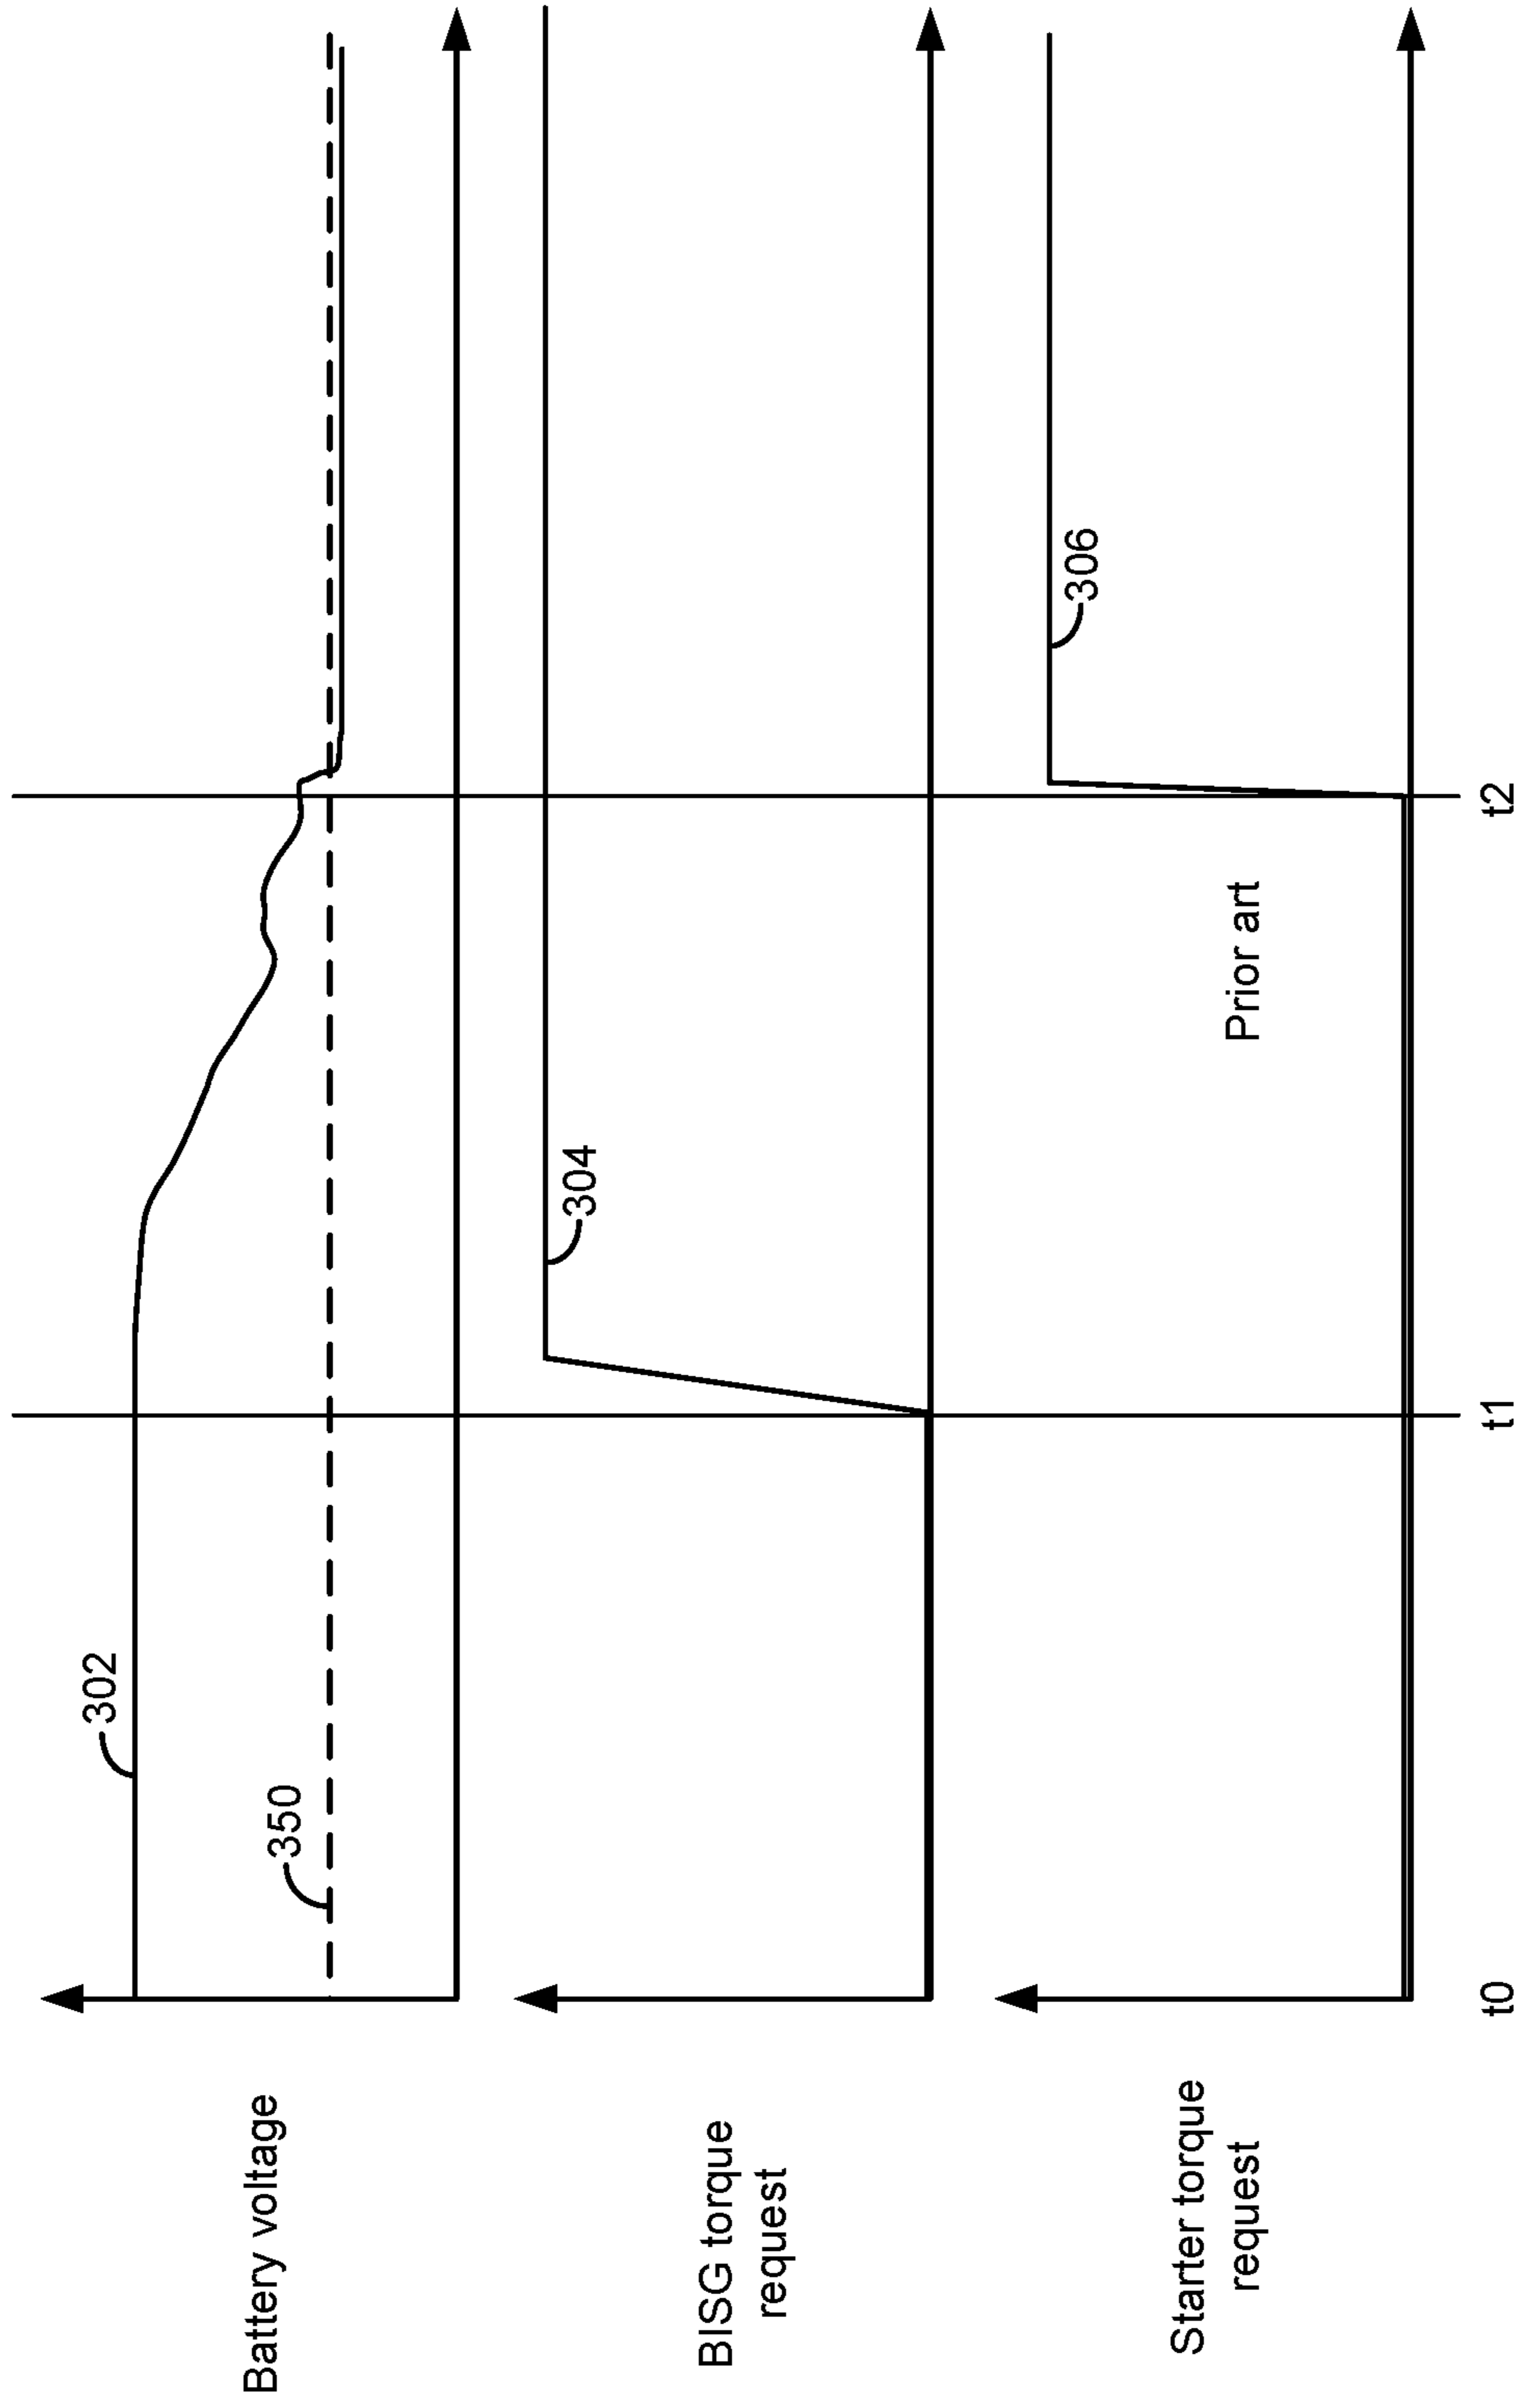 Battery voltage
302
350
BISG torque
request
304
Starter torque
request
306
Prior art
t0
t1
t2